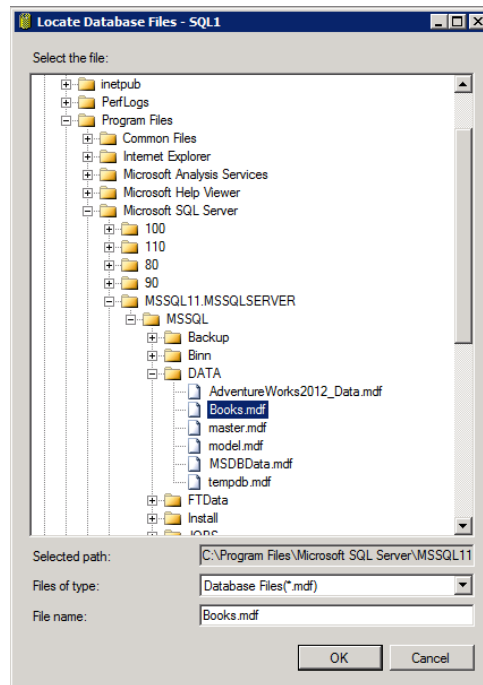 Locate Database Files - SQL1
Select the file:
inetpub
PerfLogs
Program Files
Common Files
Internet Explorer
Microsoft Analysis Services
Microsoft Help Viewer
Microsoft SQL Server
100
110
80
90
MSSQL11.MSSQLSERVER
MSSQL
Backup
Binn
DATA
AdventureWorks2012_Data.mdf
Books.mdf
master.mdf
model.mdf
MSDBData.mdf
tempdb.mdf
FTData
Install
JOBS
Selected path: C:\Program Files\Microsoft SQL Server\MSSQL11
Files of type: Database Files(*.mdf)
File name: Books.mdf
OK Cancel